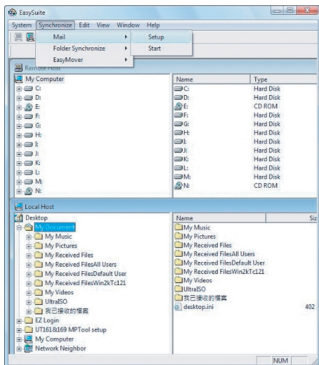 EasySuite
System Synchronize Edit View Window Help
Mail Setup
Folder Synchronize Start
EasyMover
Remote Host
My Computer
C:
D:
E:
F:
G:
H:
I:
J:
K:
L:
M:
N:
Name Type
C: Hard Disk
D: Hard Disk
E: CD ROM
F: Hard Disk
G: Hard Disk
H: Hard Disk
I: Hard Disk
J: Hard Disk
K: Hard Disk
L: Hard Disk
M: Hard Disk
N: CD ROM
Local Host
Desktop
My Document
My Music
My Pictures
My Received Files
My Received FilesAll Users
My Received FilesDefault User
My Received FilesWin2kTc121
My Videos
UltraISO
我已接收的檔案
EZ Login
UT161&169 MPTool setup
My Computer
Network Neighbor
Name Siz
My Music
My Pictures
My Received Files
My Received FilesAll Users
My Received FilesDefault User
My Received FilesWin2kTc121
My Videos
UltraISO
我已接收的檔案
desktop.ini 402
NUM